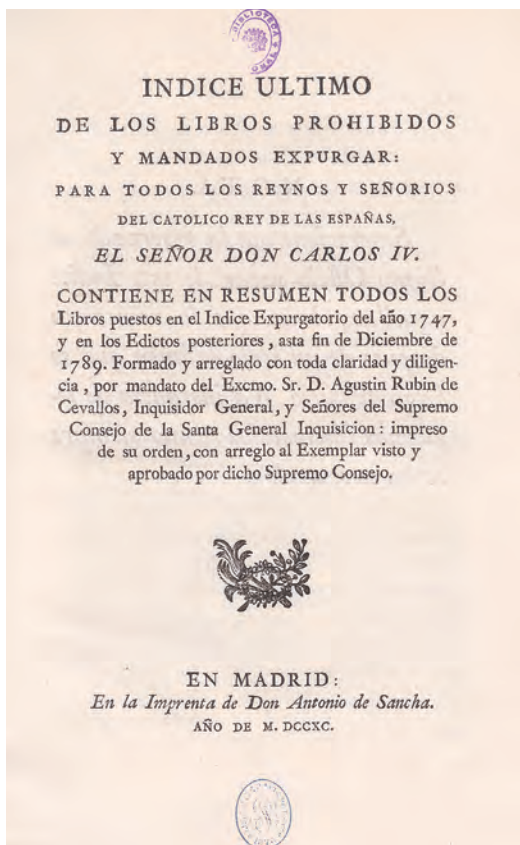 BIBLIOTECA
INDICE ULTIMO
DE LOS LIBROS PROHIBIDOS
Y MANDADOS EXPURGAR:
PARA TODOS LOS REYNOS Y SEÑORIOS
DEL CATOLICO REY DE LAS ESPAÑAS,
EL SEÑOR DON CARLOS IV.
CONTIENE EN RESUMEN TODOS LOS
Libros puestos en el Indice Expurgatorio del año 1747,
y en los Edictos posteriores, asta fin de Diciembre de
1789. Formado y arreglado con toda claridad y diligen-
cia, por mandato del Excmo. Sr. D. Agustin Rubin de
Cevallos, Inquisidor General, y Señores del Supremo
Consejo de la Santa General Inquisicion: impreso
de su orden, con arreglo al Exemplar visto y
aprobado por dicho Supremo Consejo.
EN MADRID:
En la Imprenta de Don Antonio de Sancha.
AÑO DE M. DCCXC.